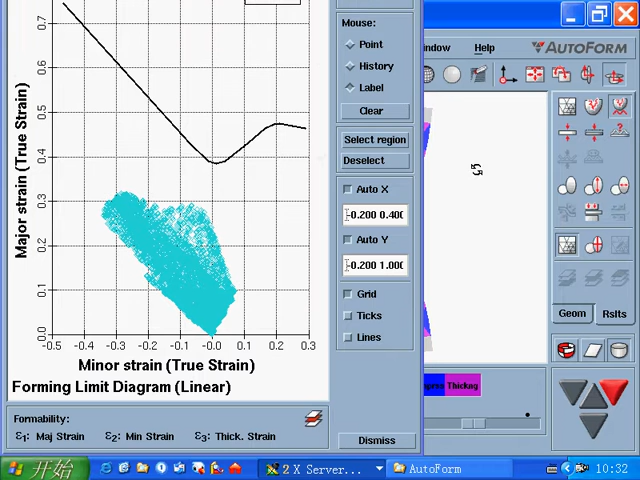 Mouse:
Point
History
Label
Clear
Select region
Deselect
Auto X
-0.200 0.400
Auto Y
-0.200 1.000
Grid
Ticks
Lines
Dismiss
0.7
0.6
0.5
0.4
0.3
0.2
0.1
0.0
Major strain (True Strain)
-0.5 -0.4 -0.3 -0.2 -0.1 -0.0 0.1 0.2 0.3
Minor strain (True Strain)
Forming Limit Diagram (Linear)
Formability:
ε1: Maj Strain ε2: Min Strain ε3: Thick. Strain
indow Help AUTOFORM
Geom Rslts
Thickng
开始 2 X Server... AutoForm 10:32